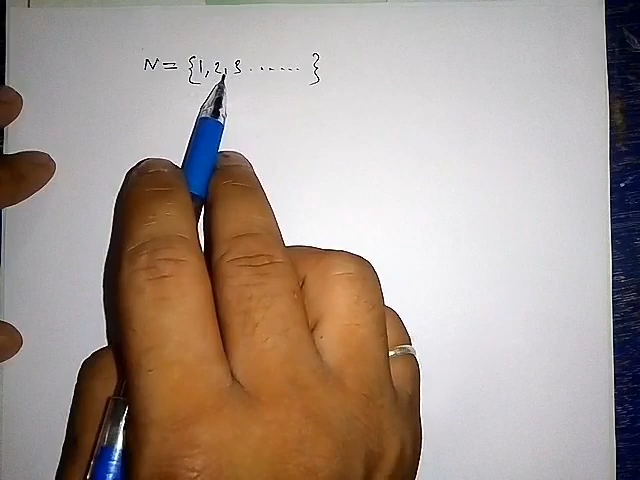 N = {1, 2, 3 ....... }